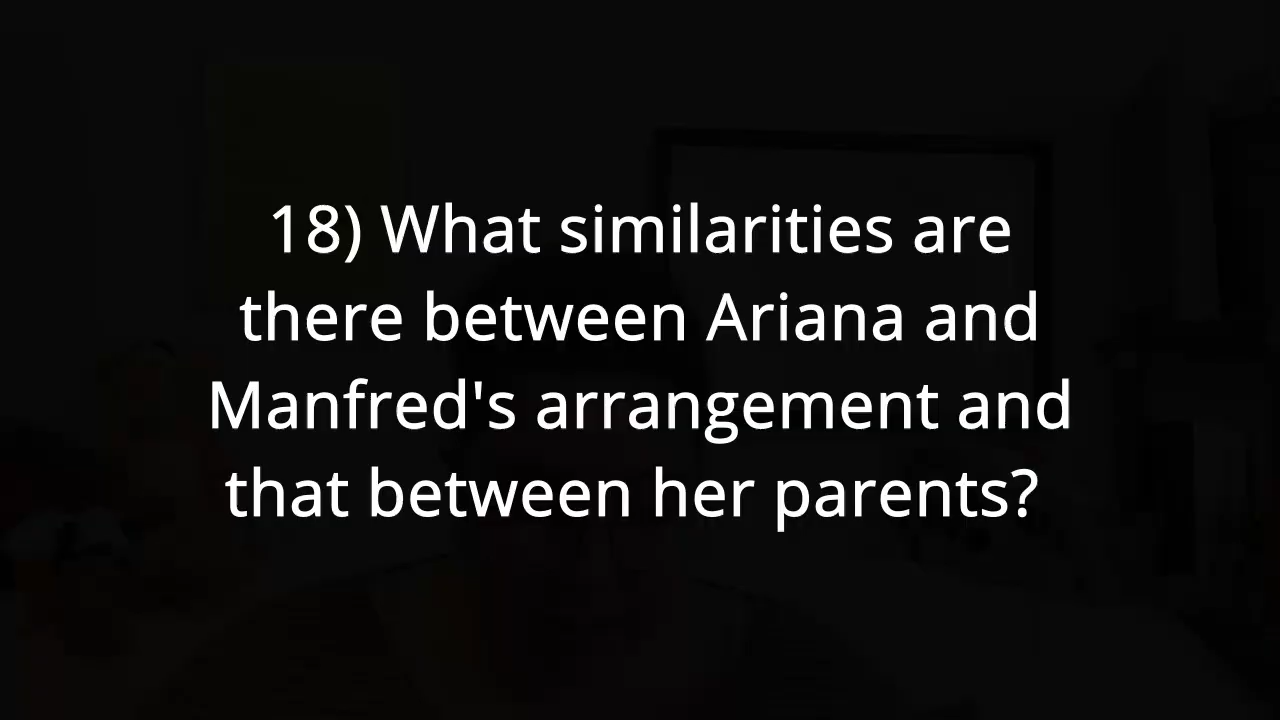 18) What similarities are
there between Ariana and
Manfred's arrangement and
that between her parents?